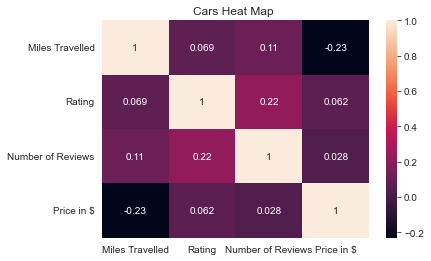 Cars Heat Map
Miles Travelled 1 0.069 0.11 -0.23
Rating 0.069 1 0.22 0.062
Number of Reviews 0.11 0.22 1 0.028
Price in $ -0.23 0.062 0.028 1
Miles Travelled Rating Number of Reviews Price in $
1.0
0.8
0.6
0.4
0.2
0.0
-0.2